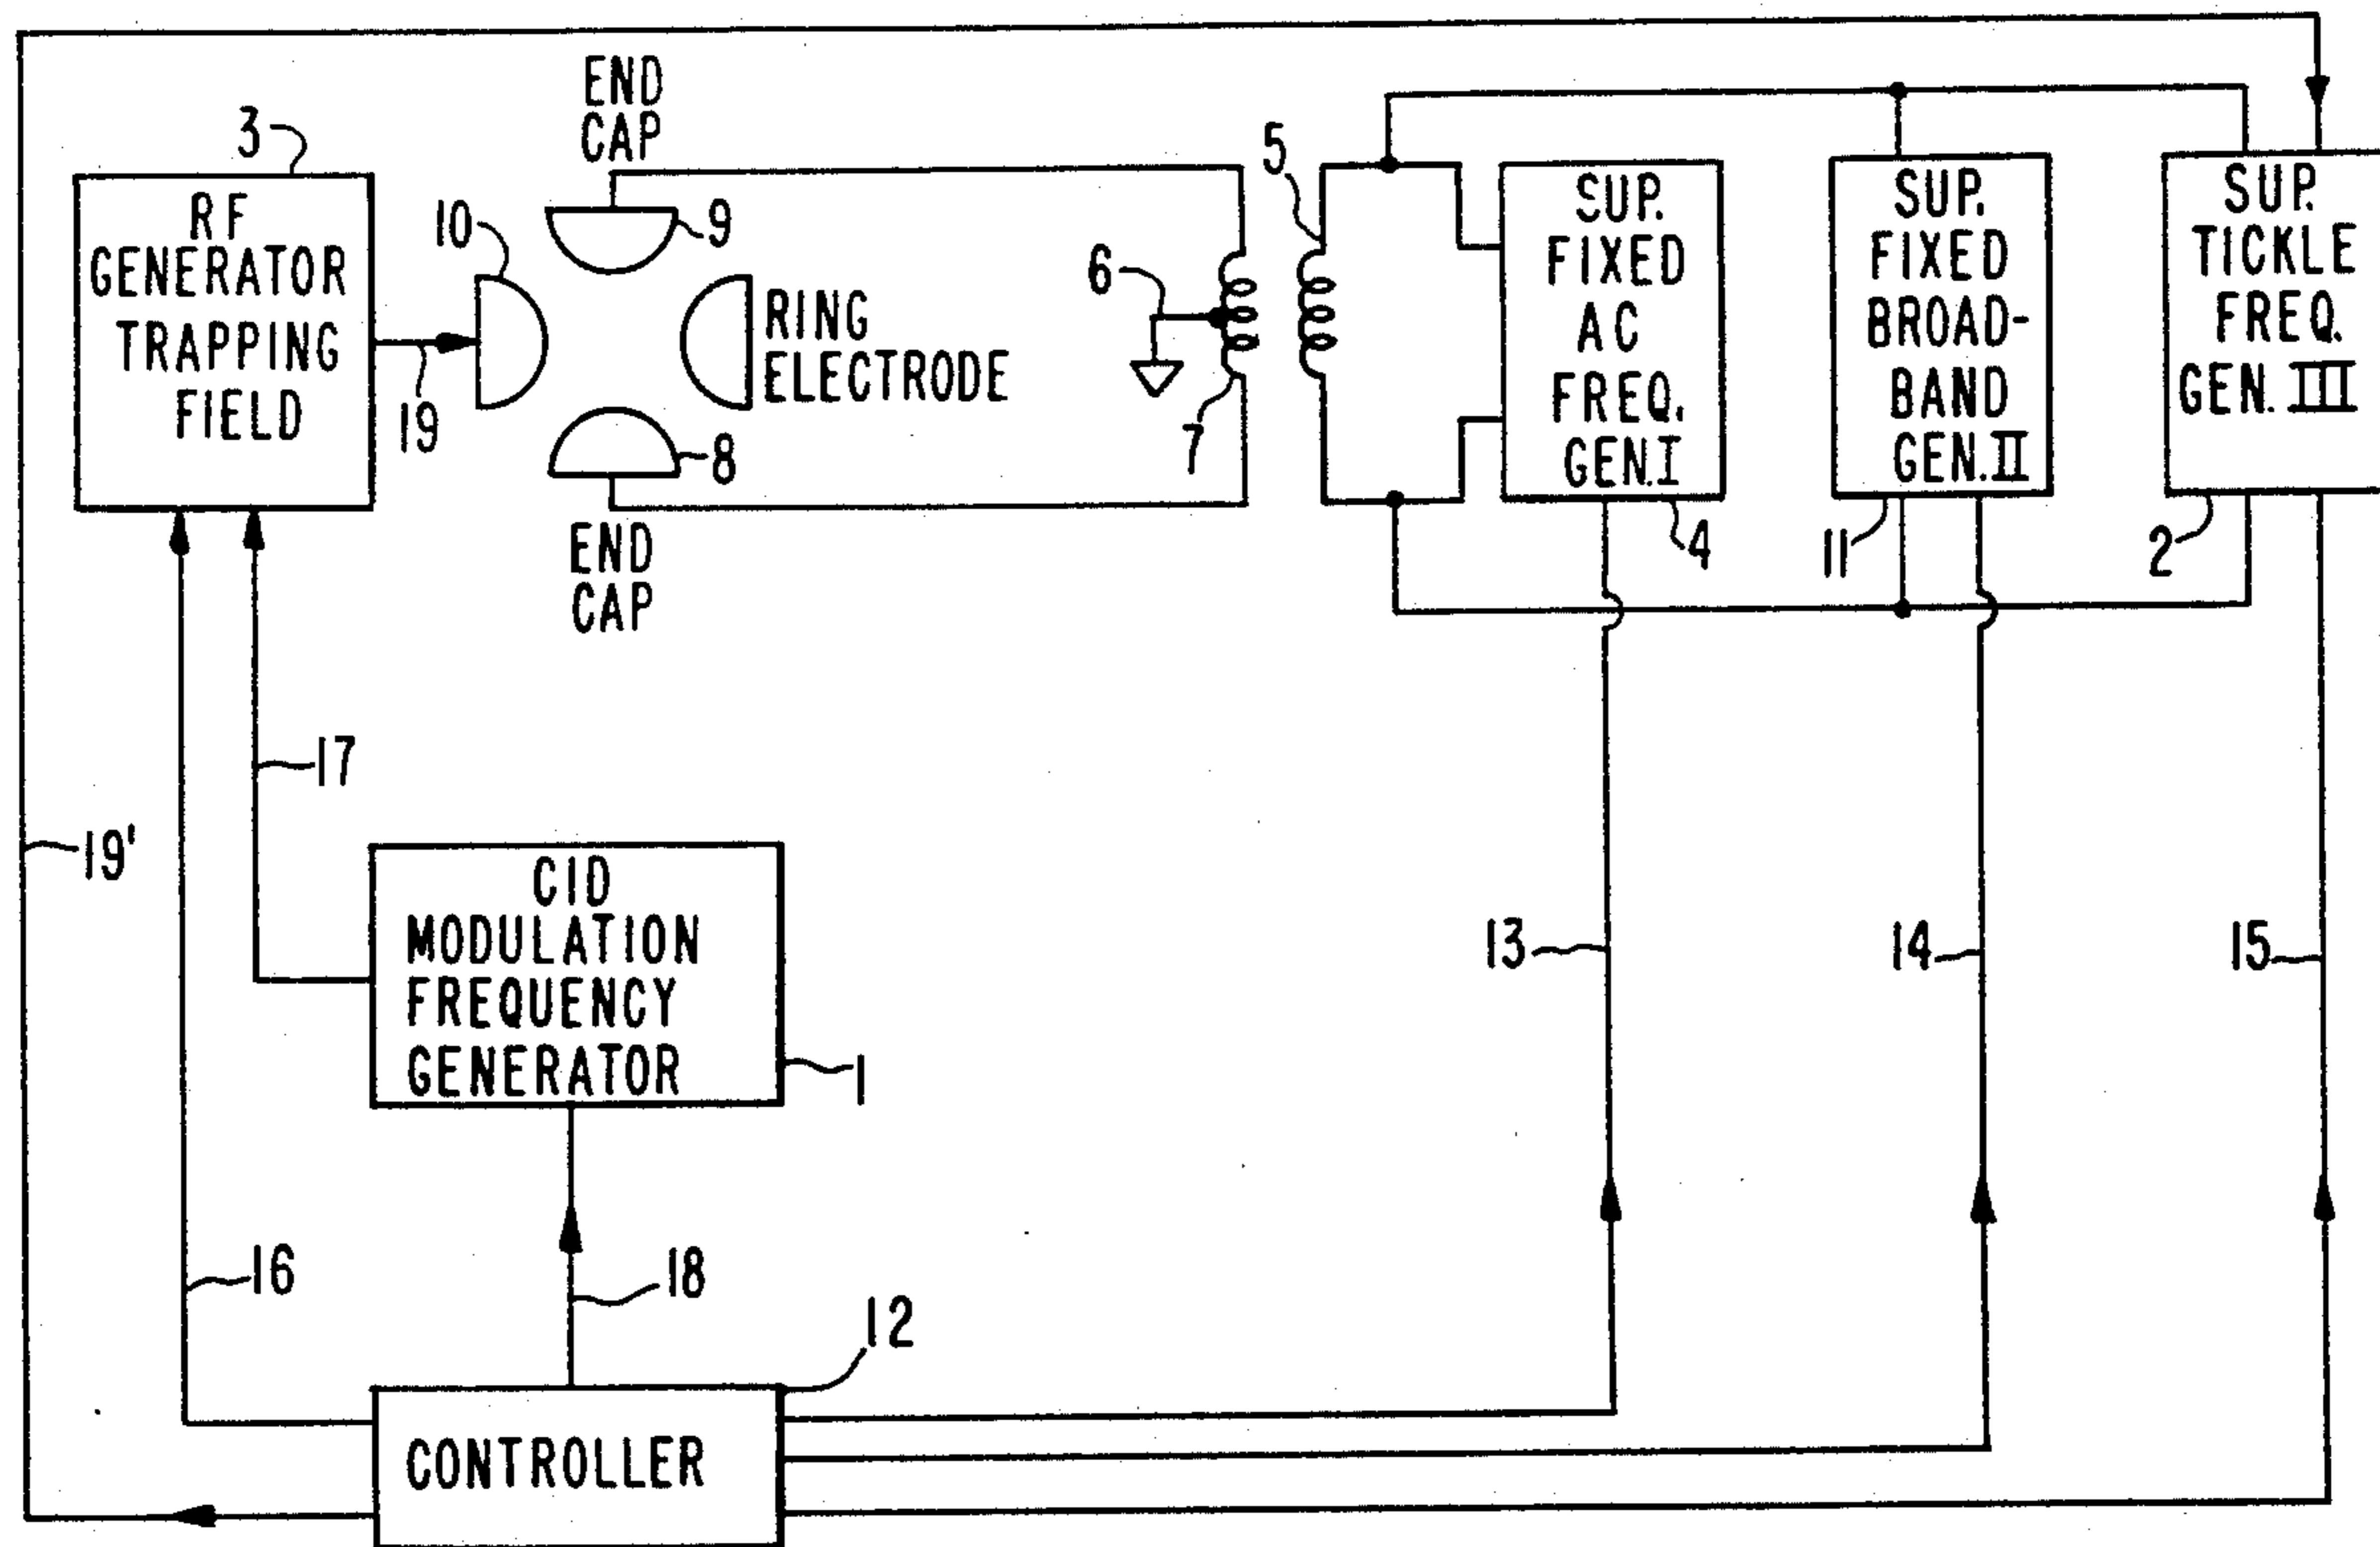 END
CAP
3
RF
GENERATOR
TRAPPING
FIELD
10
9
19
RING
ELECTRODE
8
END
CAP
6
7
5
SUP.
FIXED
AC
FREQ.
GEN. I
4
SUP.
FIXED
BROAD-
BAND
GEN. II
11
SUP.
TICKLE
FREQ.
GEN. III
2
17
19'
CID
MODULATION
FREQUENCY
GENERATOR
1
13
14
15
16
18
12
CONTROLLER